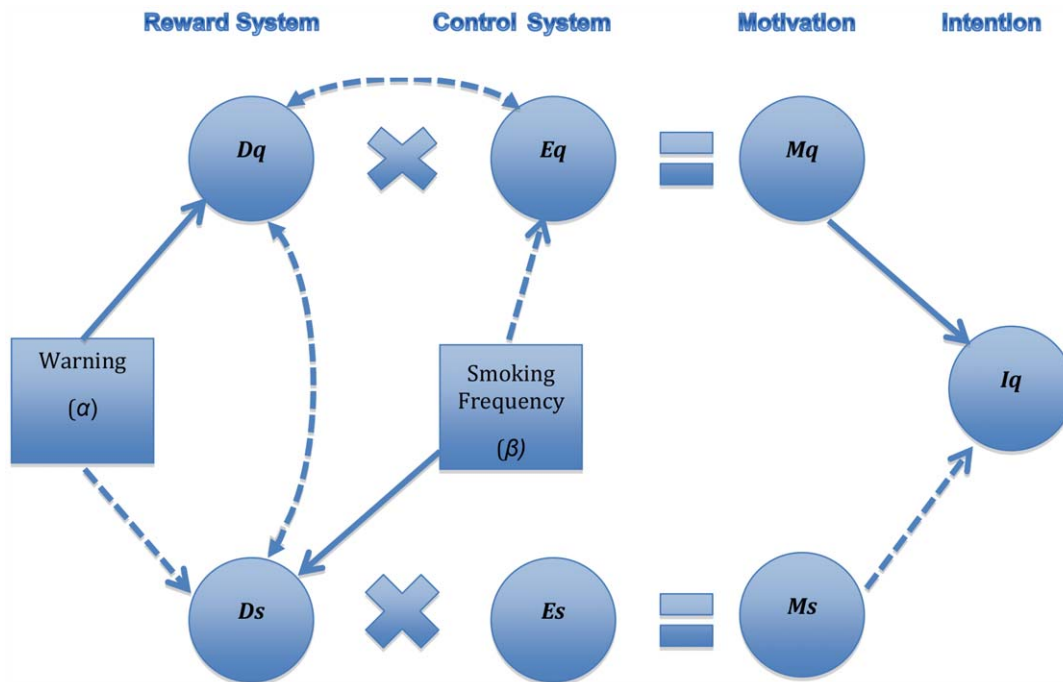 Reward System
Control System
Motivation
Intention
Dq
Eq
Mq
Warning
(α)
Smoking
Frequency
(β)
Iq
Ds
Es
Ms